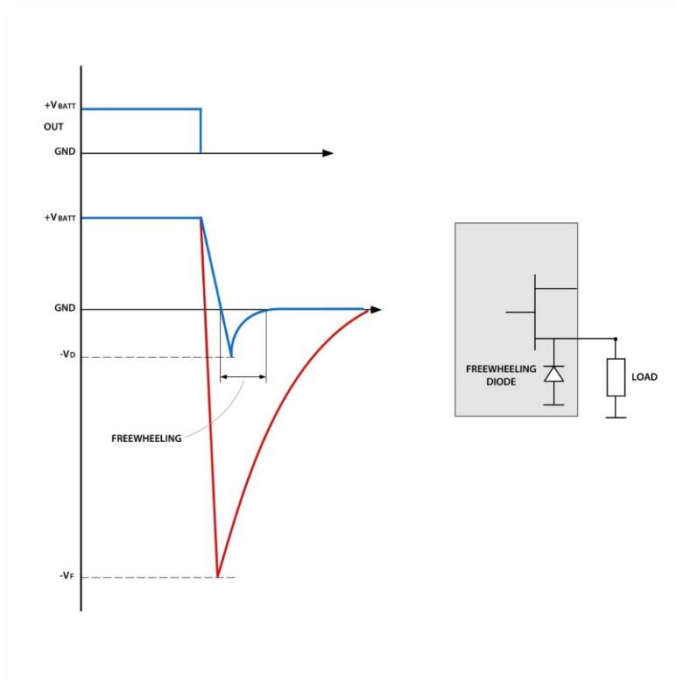 +VBATT
OUT
GND
+VBATT
GND
-VD
FREEWHEELING
-VF
FREEWHEELING
DIODE
LOAD